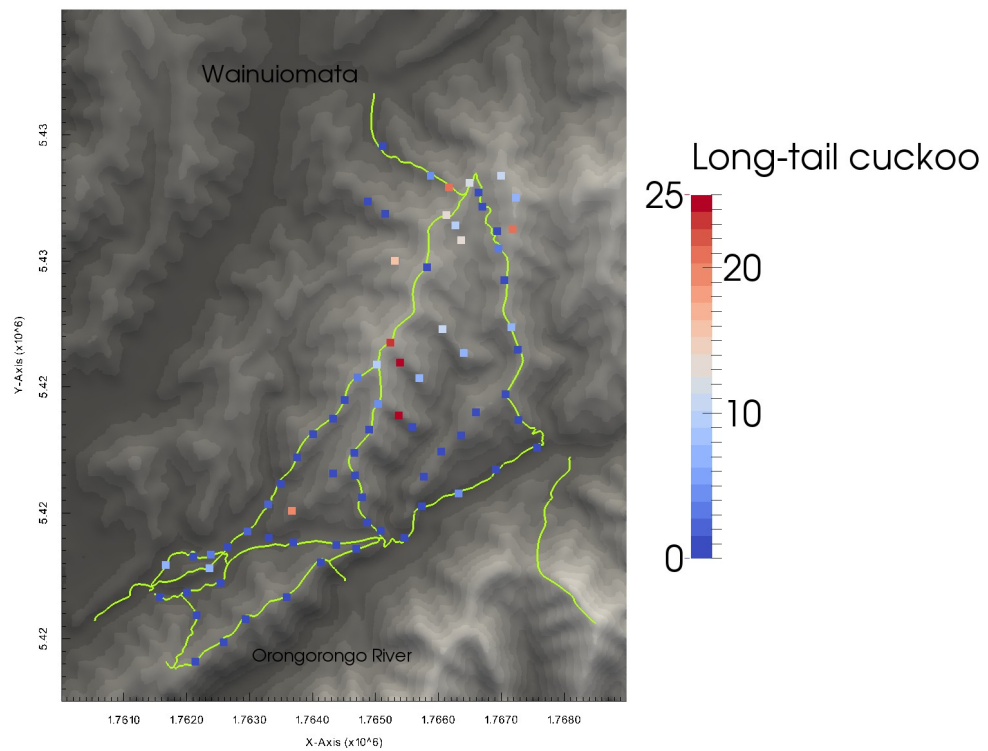 Wainuiomata
Long-tail cuckoo
25
20
10
0
5.43
5.43
5.42
5.42
5.42
Y-Axis (x10^6)
Orongorongo River
1.7610 1.7620 1.7630 1.7640 1.7650 1.7660 1.7670 1.7680
X-Axis (x10^6)